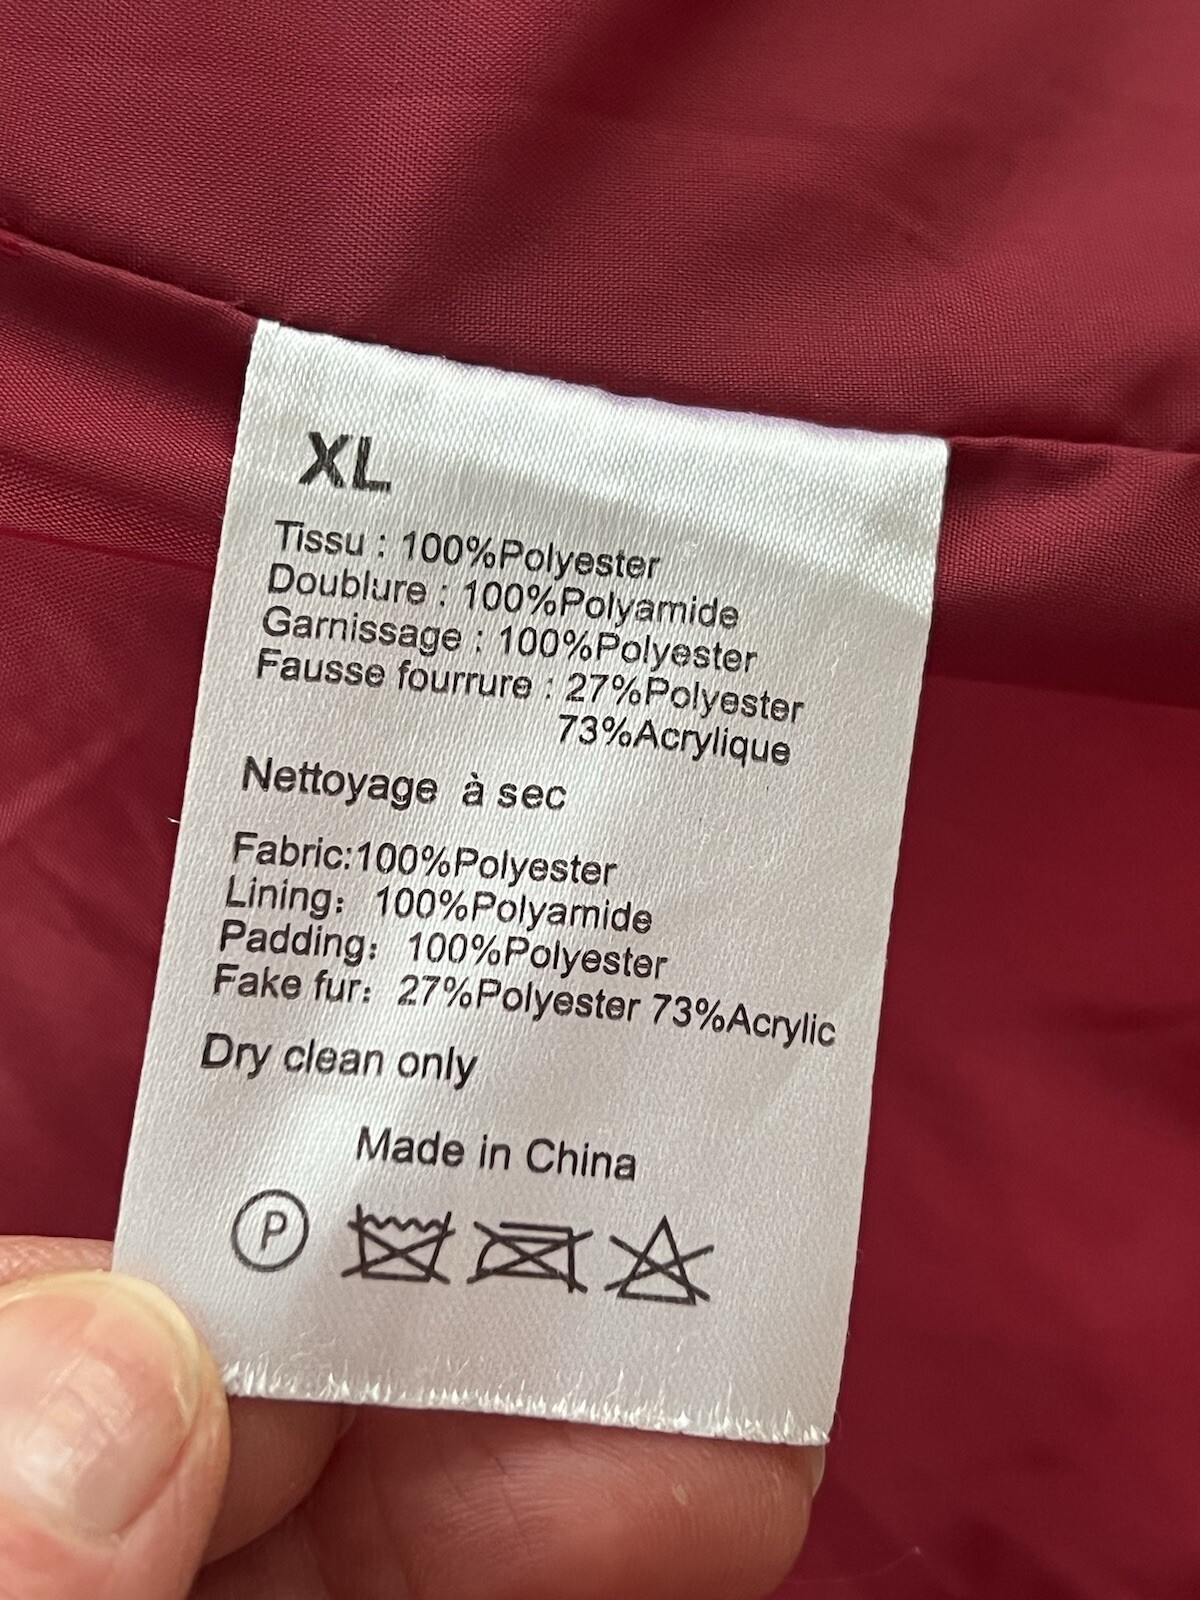 XL
Tissu : 100%Polyester
Doublure : 100%Polyamide
Garnissage : 100%Polyester
Fausse fourrure : 27%Polyester
73%Acrylique
Nettoyage à sec
Fabric:100%Polyester
Lining: 100%Polyamide
Padding: 100%Polyester
Fake fur: 27%Polyester 73%Acrylic
Dry clean only
Made in China
P